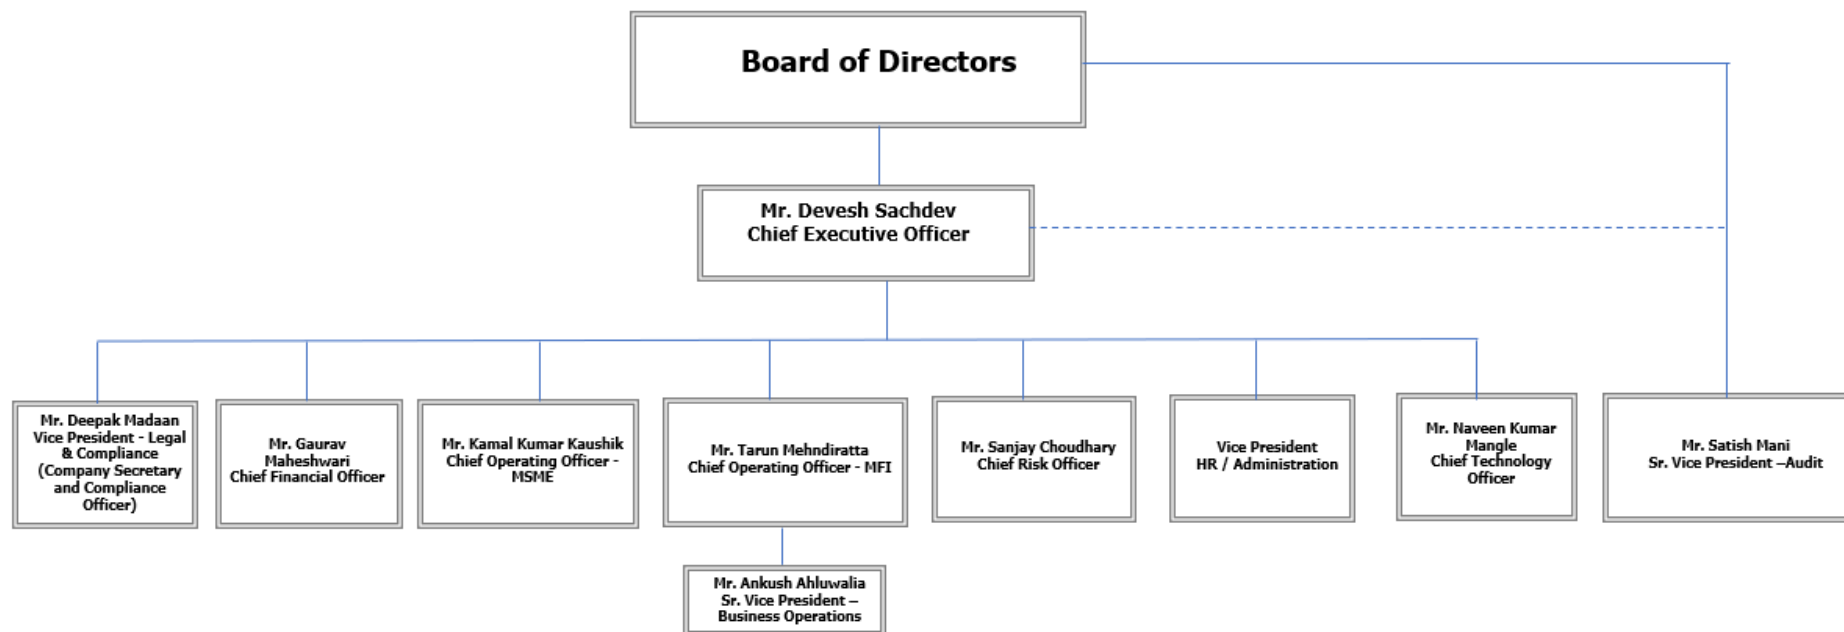 Board of Directors
Mr. Devesh Sachdev
Chief Executive Officer
Mr. Deepak Madaan
Vice President - Legal
& Compliance
(Company Secretary
and Compliance
Officer)
Mr. Gaurav
Maheshwari
Chief Financial Officer
Mr. Kamal Kumar Kaushik
Chief Operating Officer -
MSME
Mr. Tarun Mehndiratta
Chief Operating Officer - MFI
Mr. Sanjay Choudhary
Chief Risk Officer
Vice President
HR / Administration
Mr. Naveen Kumar
Mangle
Chief Technology
Officer
Mr. Satish Mani
Sr. Vice President –Audit
Mr. Ankush Ahluwalia
Sr. Vice President –
Business Operations